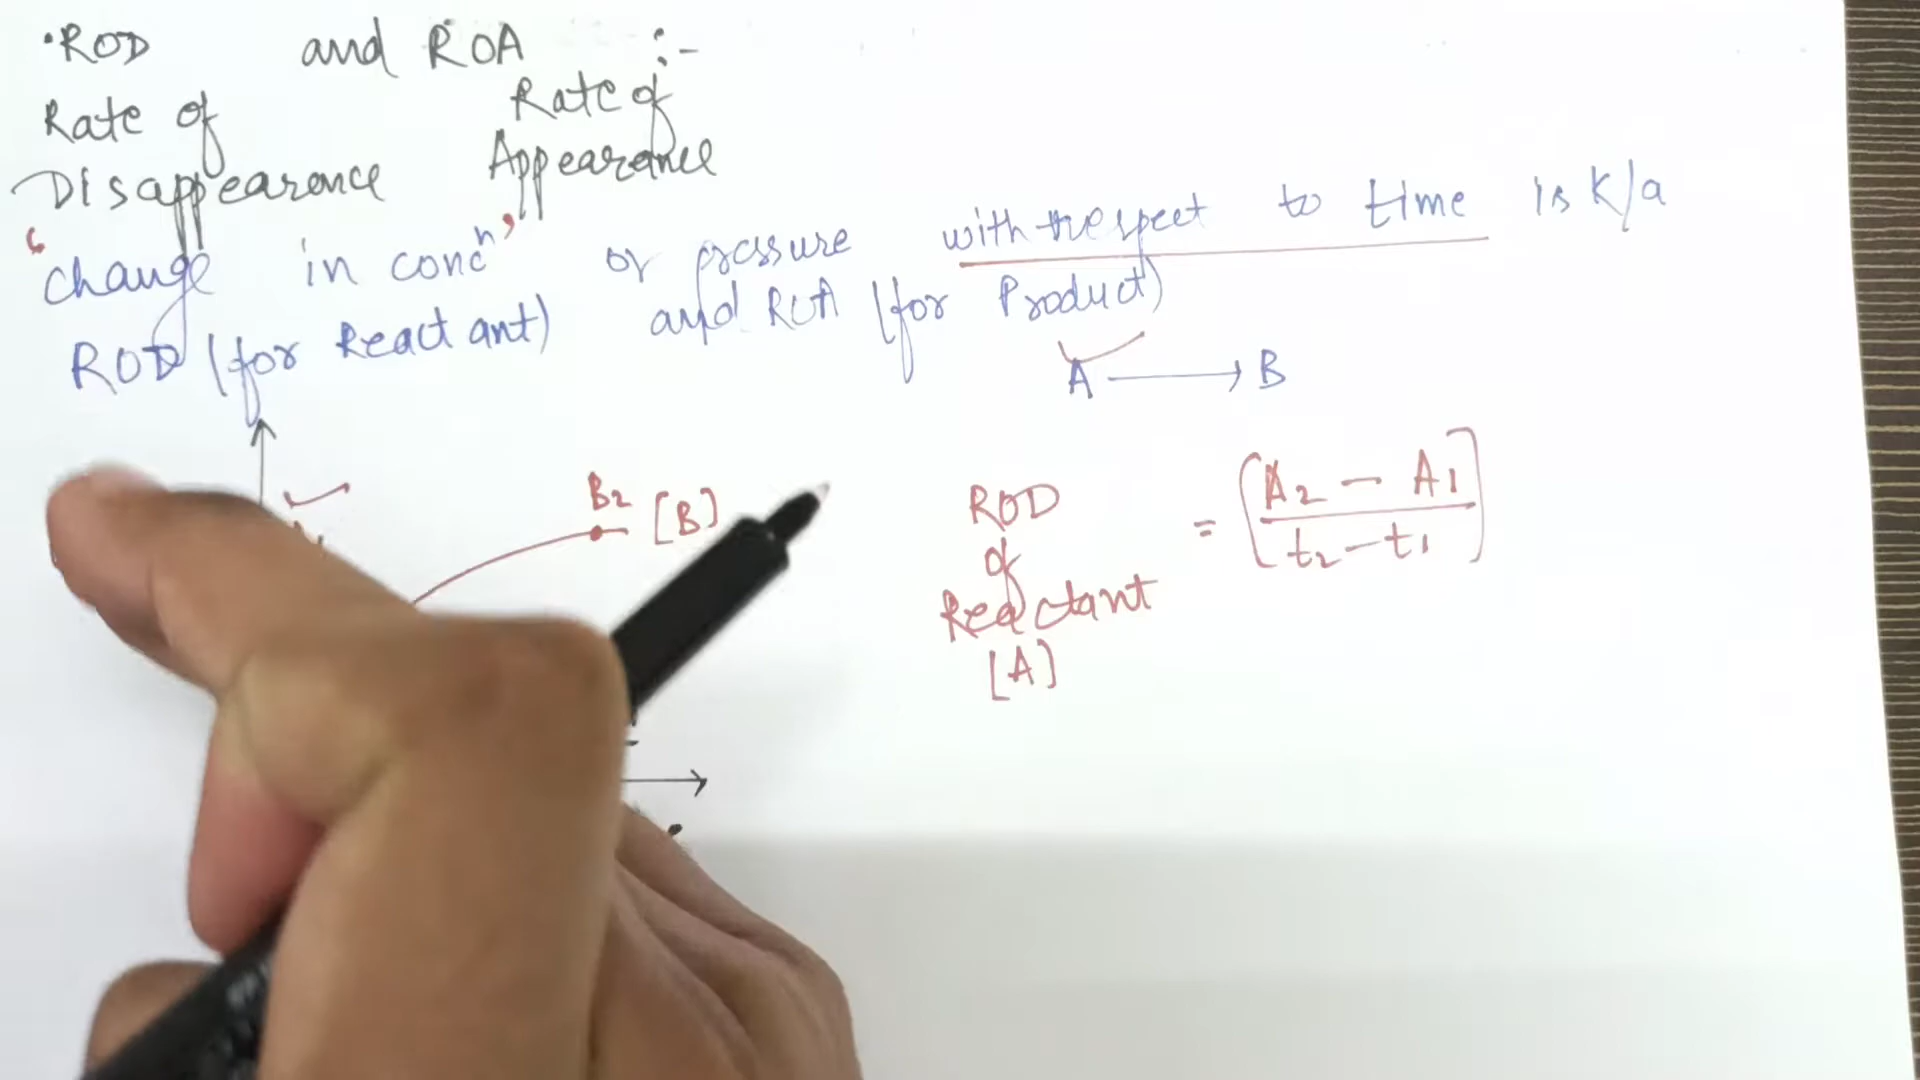 ·ROD and ROA :-
Rate of Rate of
Disappearence Appearance
"change in concn" or pressure with respect to time is k/a
ROD (for Reactant) and ROA (for Product)
A → B
B2 [B]
ROD of Reactant [A] = [A2 - A1 / t2 - t1]